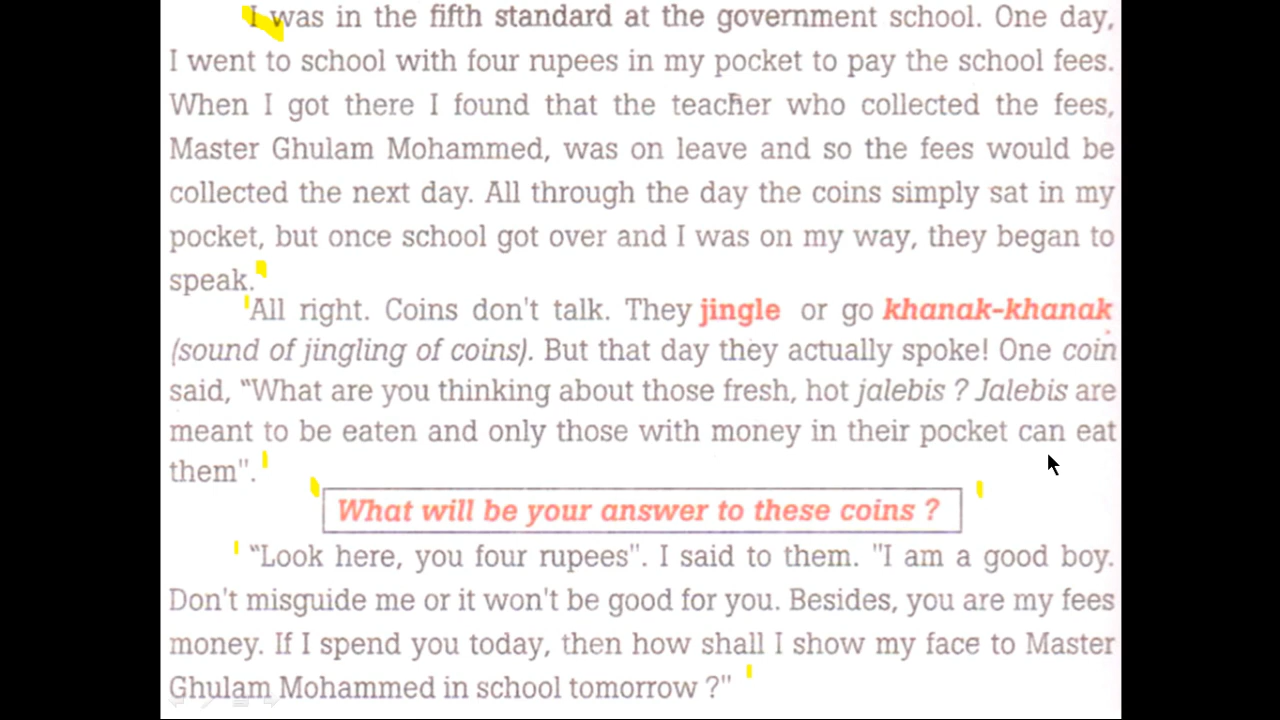 I was in the fifth standard at the government school. One day,
I went to school with four rupees in my pocket to pay the school fees.
When I got there I found that the teacher who collected the fees,
Master Ghulam Mohammed, was on leave and so the fees would be
collected the next day. All through the day the coins simply sat in my
pocket, but once school got over and I was on my way, they began to
speak.
All right. Coins don't talk. They jingle or go khanak-khanak
(sound of jingling of coins). But that day they actually spoke! One coin
said, "What are you thinking about those fresh, hot jalebis ? Jalebis are
meant to be eaten and only those with money in their pocket can eat
them".
What will be your answer to these coins ?
"Look here, you four rupees". I said to them. "I am a good boy.
Don't misguide me or it won't be good for you. Besides, you are my fees
money. If I spend you today, then how shall I show my face to Master
Ghulam Mohammed in school tomorrow ?"